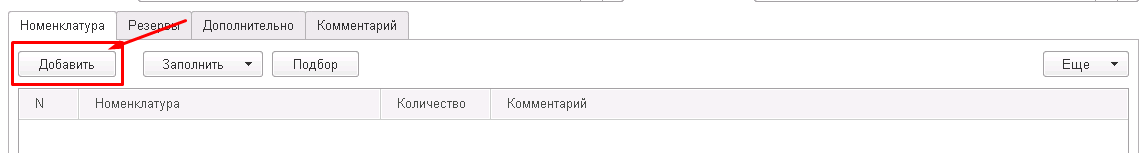 Номенклатура Резервы Дополнительно Комментарий
Добавить Заполнить Подбор Еще
N Номенклатура Количество Комментарий